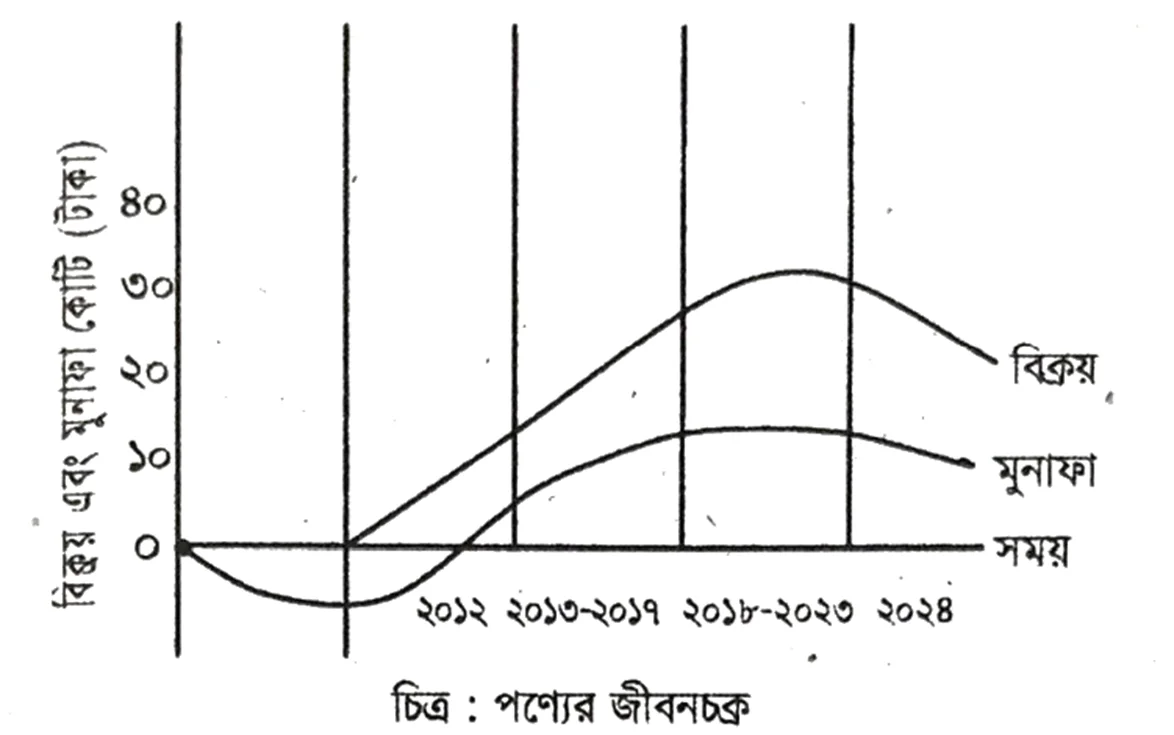 বিক্রয় এবং মুনাফা কোটি (টাকা)
৪০
৩০
২০
১০
০
বিক্রয়
মুনাফা
সময়
২০১২ ২০১৩-২০১৭ ২০১৮-২০২৩ ২০২৪
চিত্র : পণ্যের জীবনচক্র